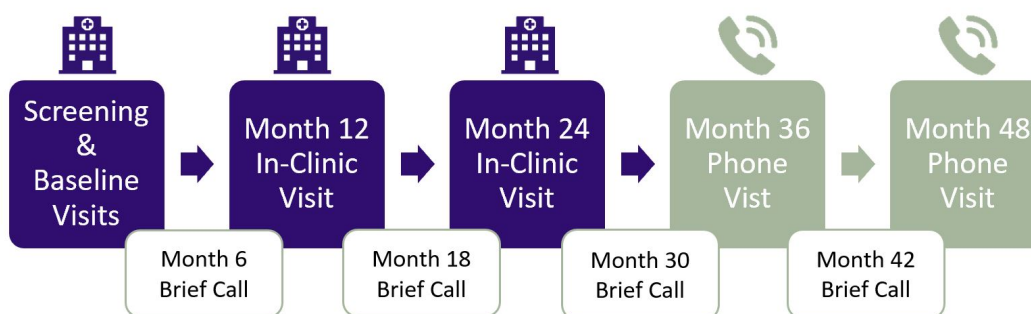 Screening
&
Baseline
Visits
Month 12
In-Clinic
Visit
Month 24
In-Clinic
Visit
Month 36
Phone
Vist
Month 48
Phone
Visit
Month 6
Brief Call
Month 18
Brief Call
Month 30
Brief Call
Month 42
Brief Call